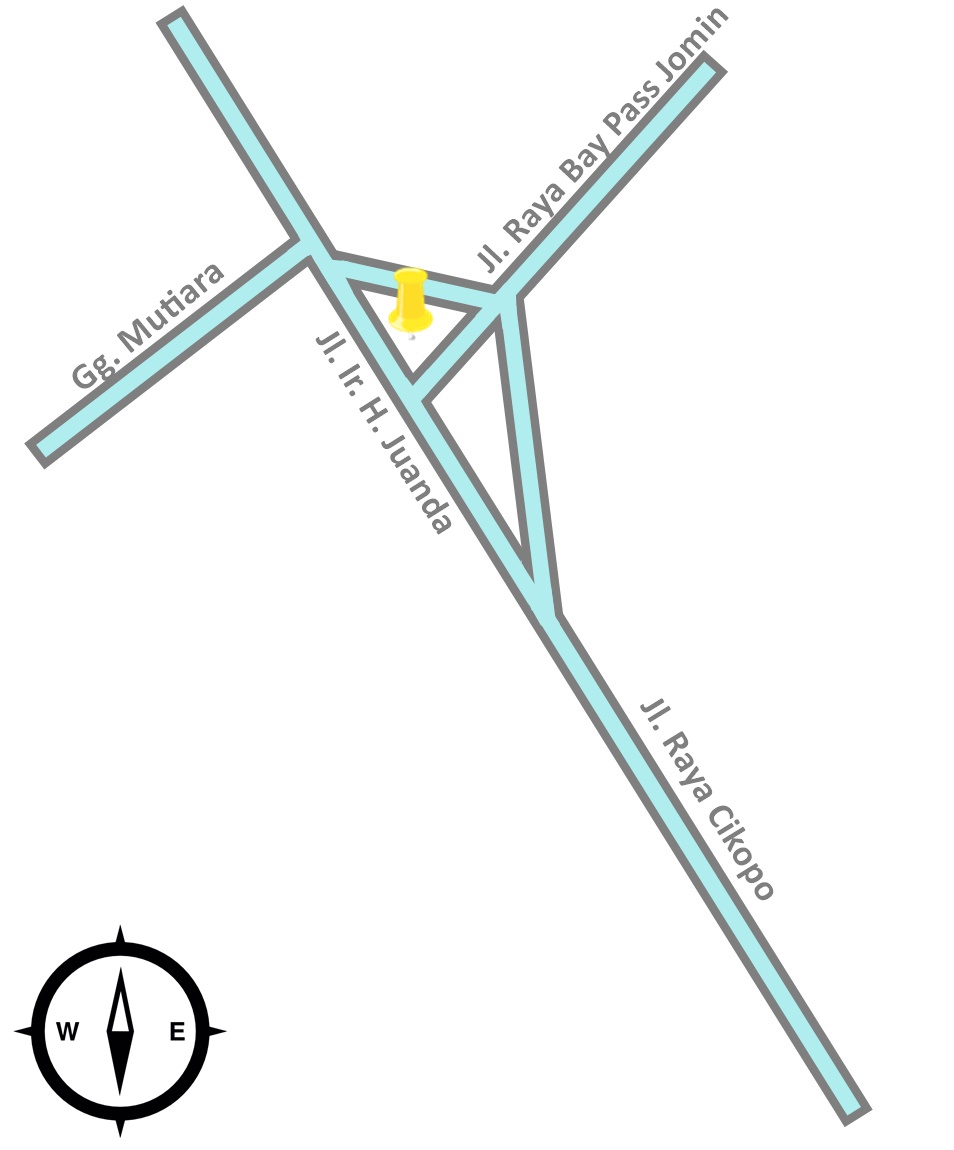 Jl. Raya Bay Pass Jomin
Gg. Mutiara
Jl. Ir. H. Juanda
Jl. Raya Cikopo
W E